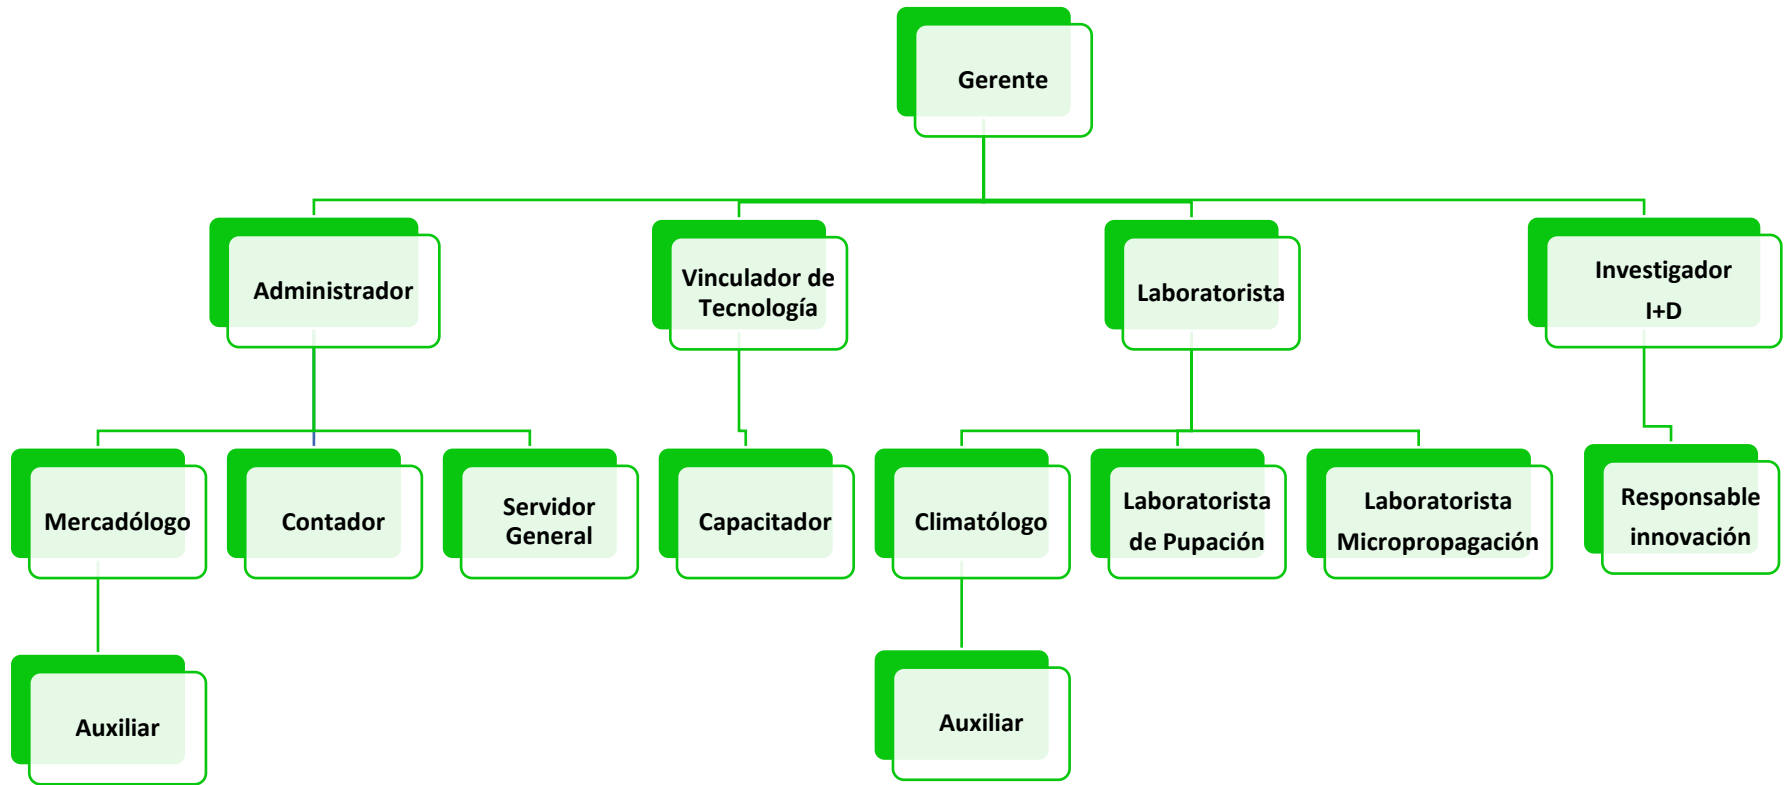 Gerente
Administrador
Vinculador de
Tecnología
Laboratorista
Investigador
I+D
Mercadólogo
Contador
Servidor
General
Capacitador
Climatólogo
Laboratorista
de Pupación
Laboratorista
Micropropagación
Responsable
innovación
Auxiliar
Auxiliar